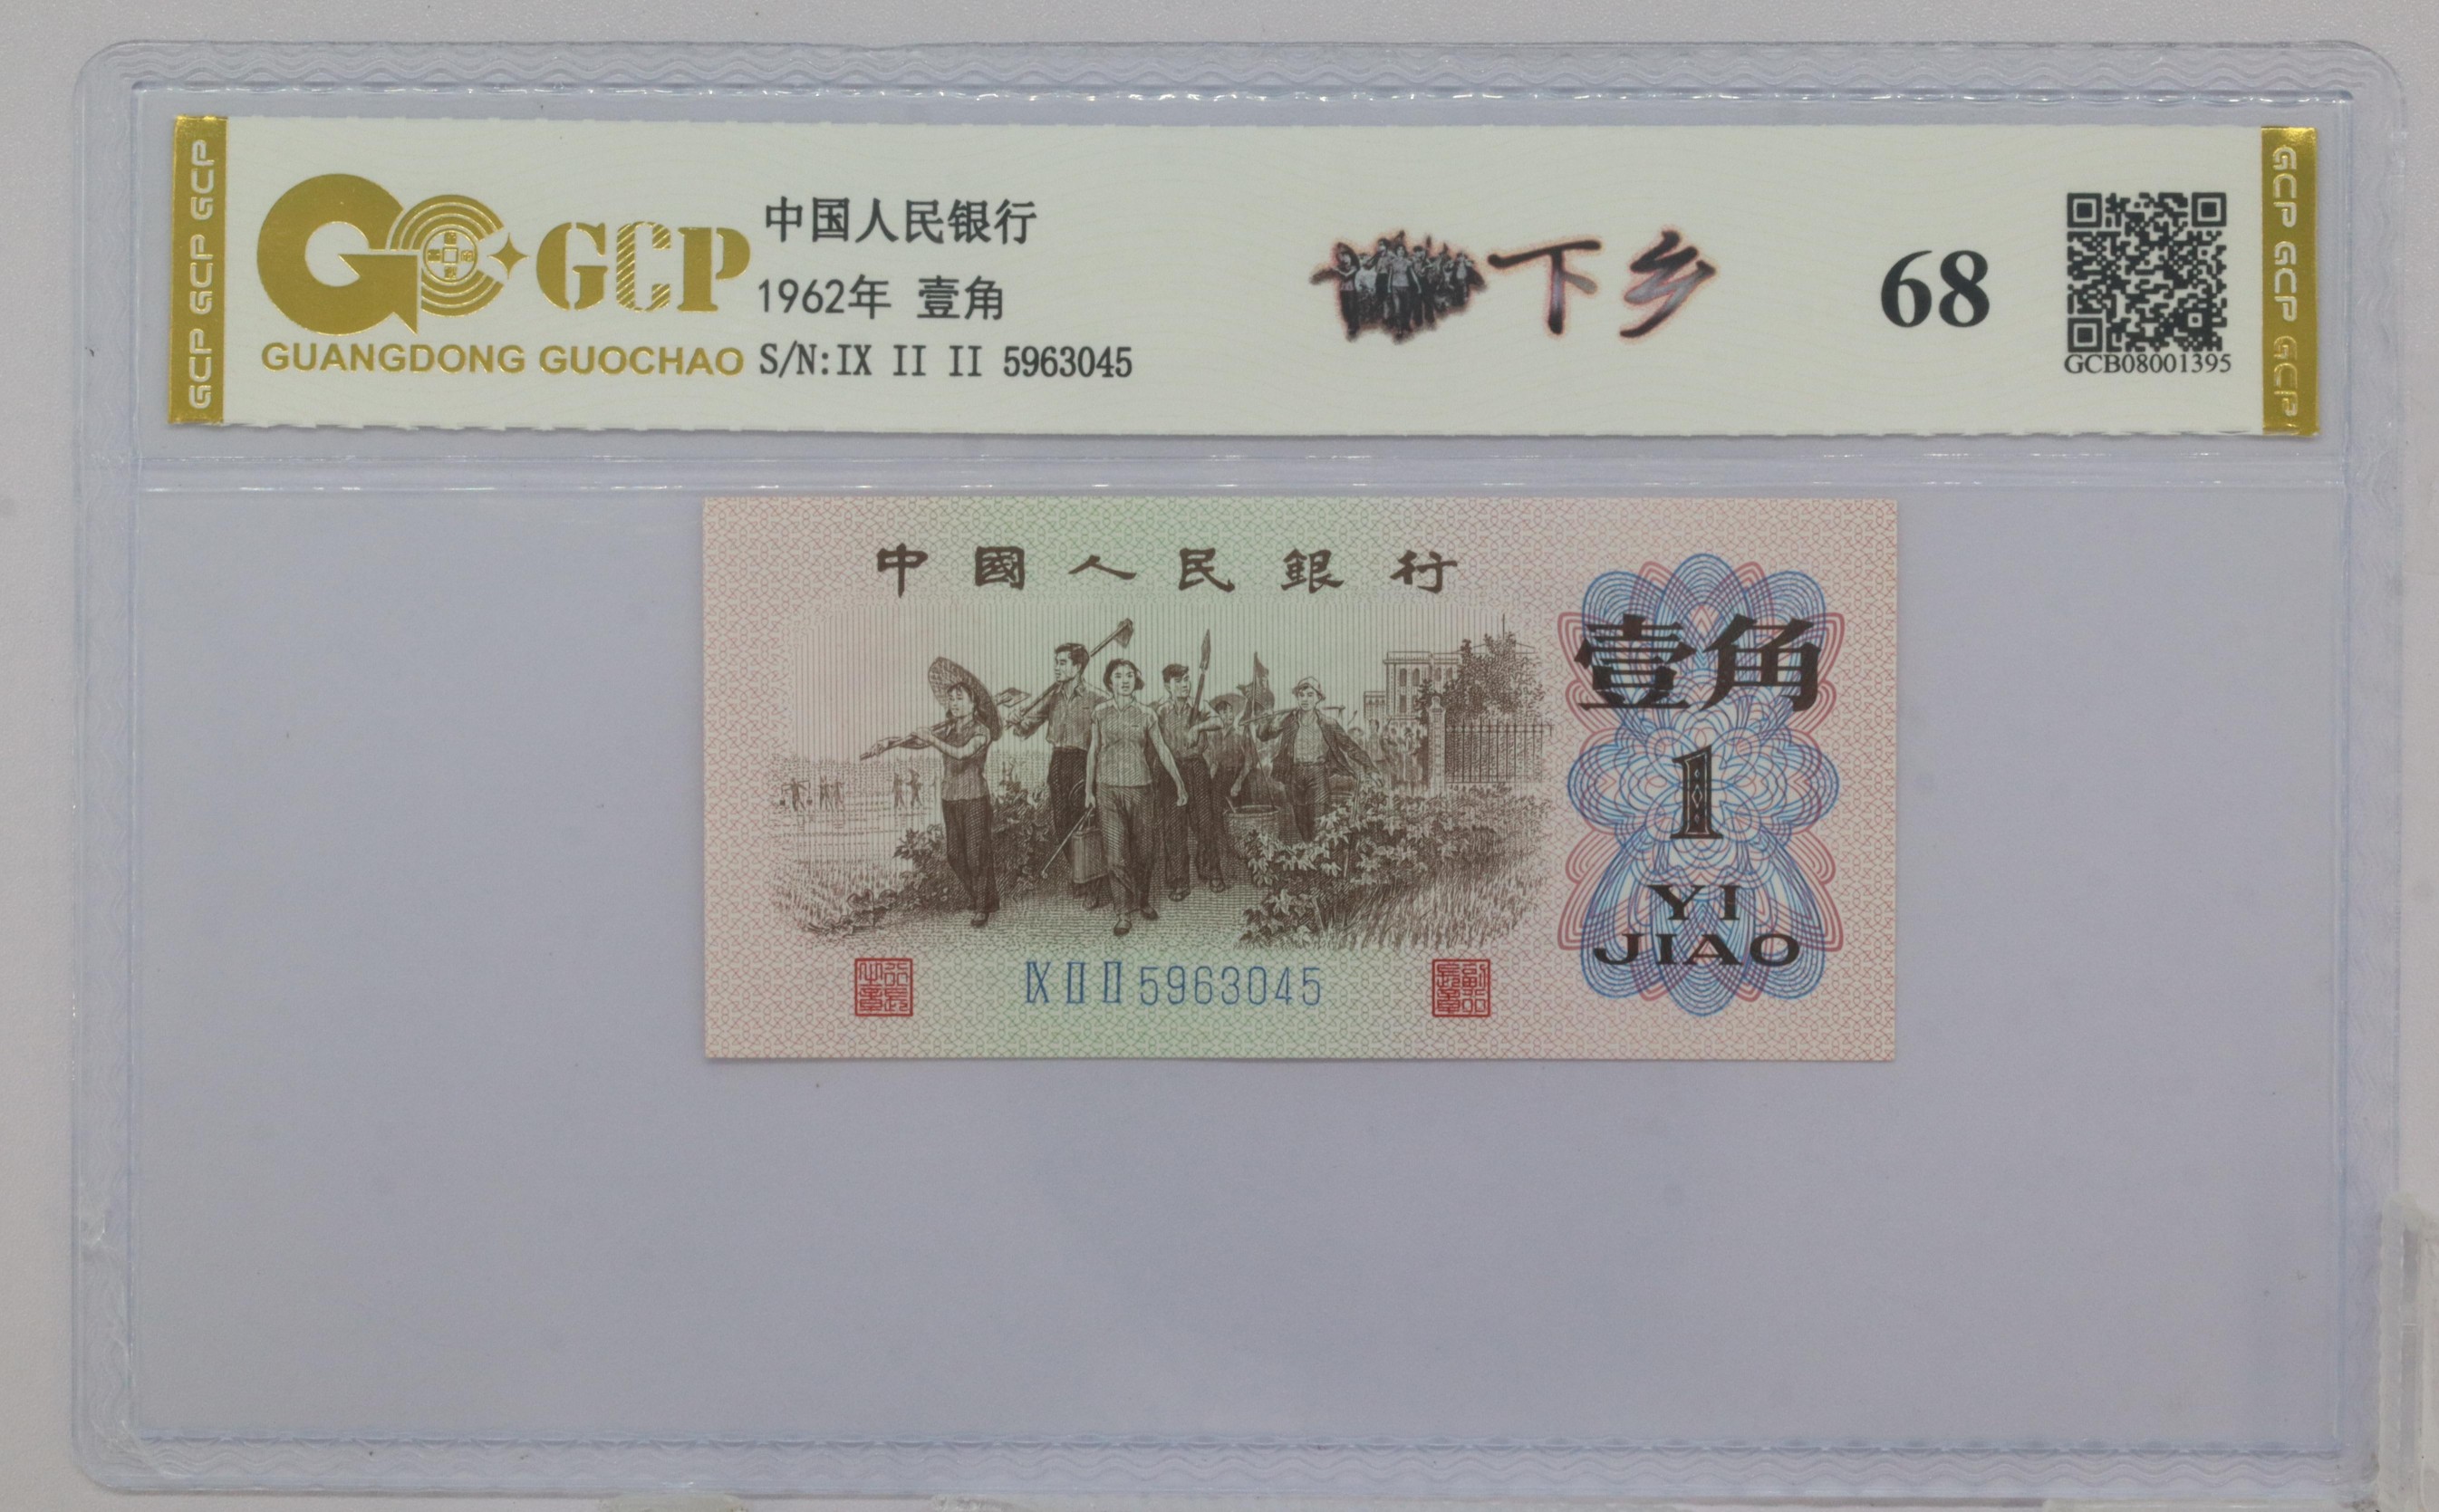 GCP GCP GCP
GCP
GUANGDONG GUOCHAO
中国人民银行
1962年 壹角
S/N:IX II II 5963045
下乡
68
GCB08001395
GCP GCP GCP
中國人民銀行
壹角
1
YI
JIAO
IX II II 5963045